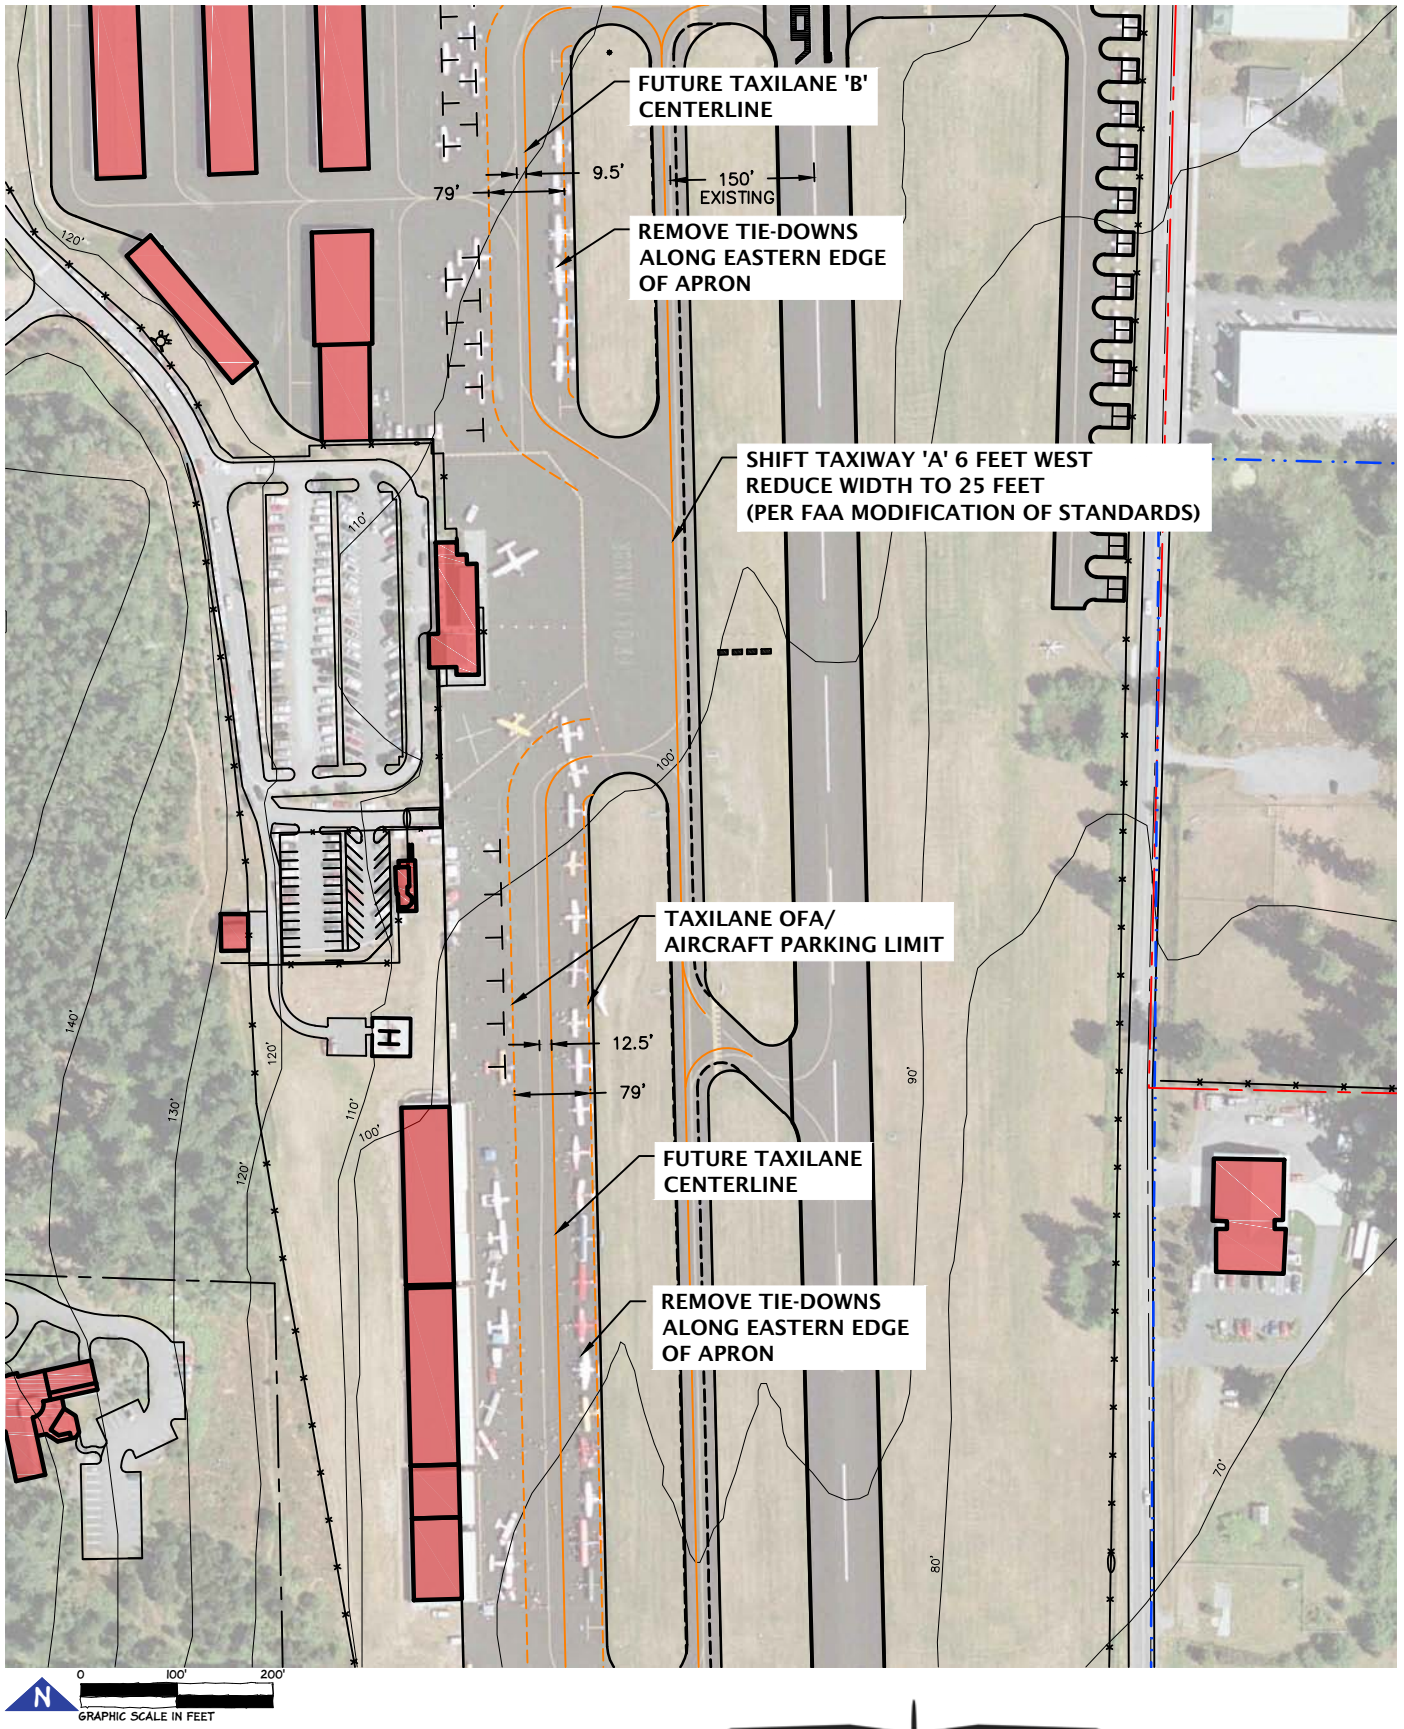 FUTURE TAXILANE 'B'
CENTERLINE
9.5'
79'
150'
EXISTING
REMOVE TIE-DOWNS
ALONG EASTERN EDGE
OF APRON
120'
SHIFT TAXIWAY 'A' 6 FEET WEST
REDUCE WIDTH TO 25 FEET
(PER FAA MODIFICATION OF STANDARDS)
110'
100'
TAXILANE OFA/
AIRCRAFT PARKING LIMIT
140'
120'
H
12.5'
90'
79'
130'
110'
100'
120'
FUTURE TAXILANE
CENTERLINE
REMOVE TIE-DOWNS
ALONG EASTERN EDGE
OF APRON
70'
80'
N
0 100' 200'
GRAPHIC SCALE IN FEET